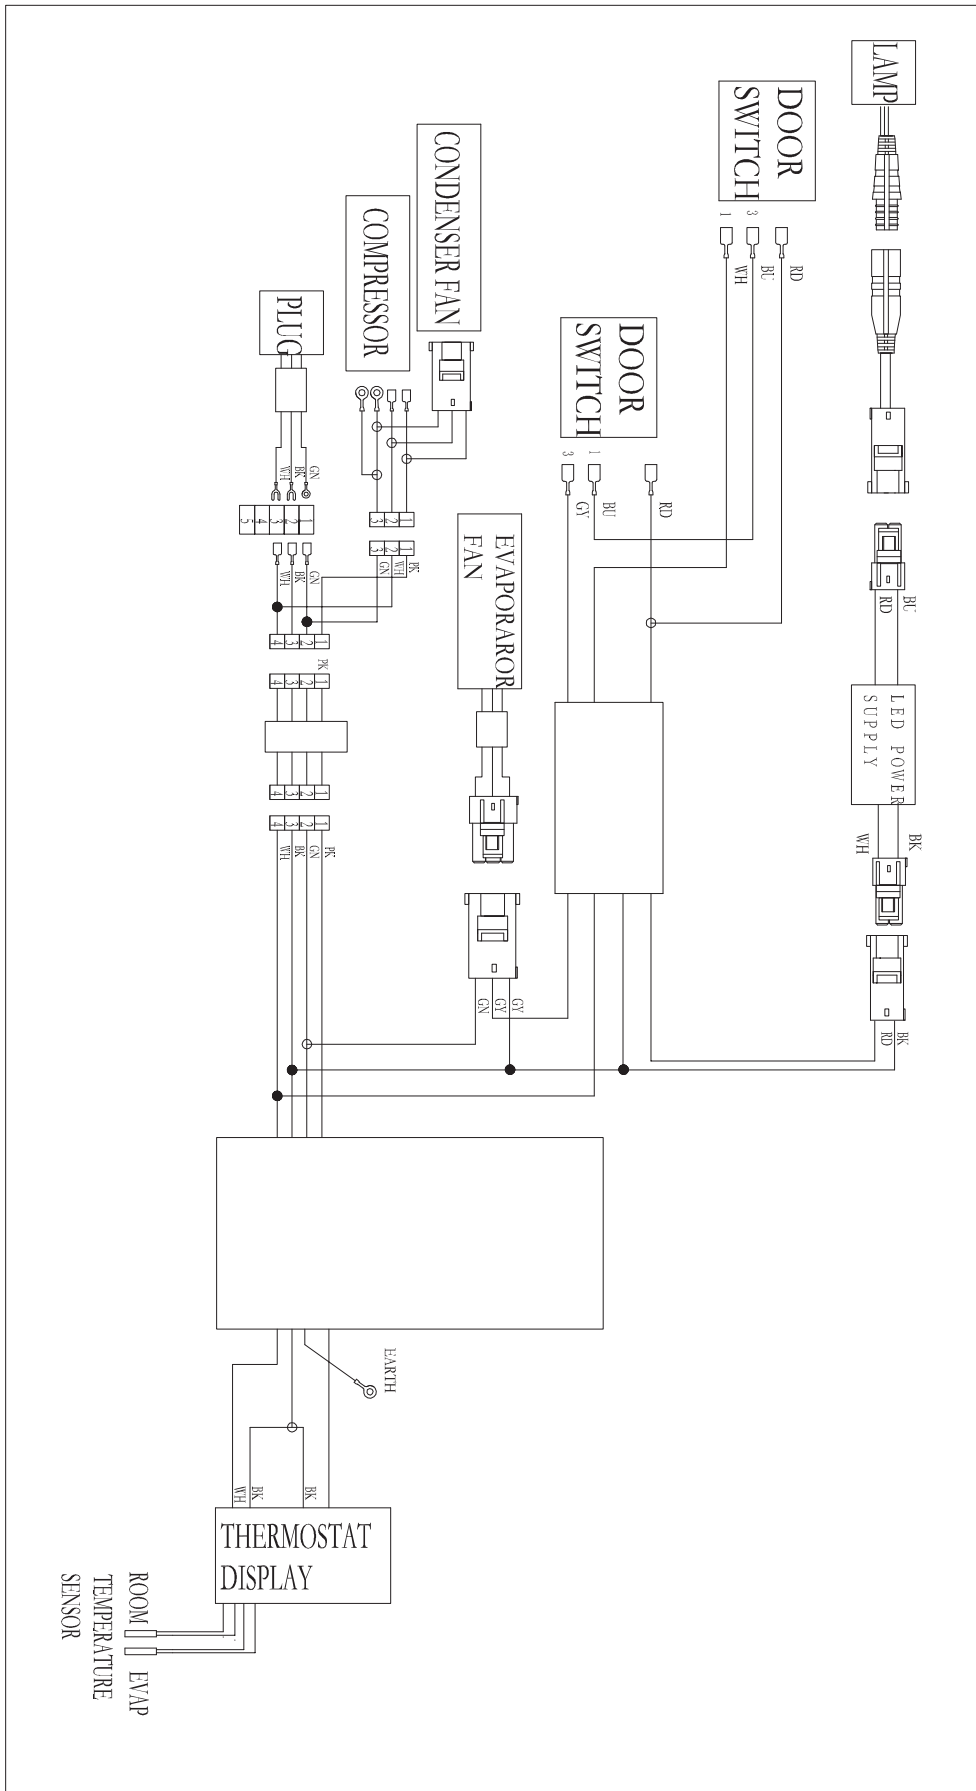 LAMP
DOOR
SWITCH
1
3
WH
BU
RD
CONDENSER FAN
COMPRESSOR
PLUG
DOOR
SWITCH
3
1
GY
BU
RD
WH
BK
GN
5
4
3
2
1
3
2
1
3
2
1
GN
WH
PK
WH
BK
GN
4
3
2
1
PK
4
3
2
1
EVAPORAROR
FAN
RD
BU
LED POWER
SUPPLY
WH
BK
4
3
2
1
4
3
2
1
WH
BK
GN
PK
GN
GY
GY
RD
BK
EARTH
WH
BK
BK
THERMOSTAT
DISPLAY
ROOM
TEMPERATURE
SENSOR
EVAP